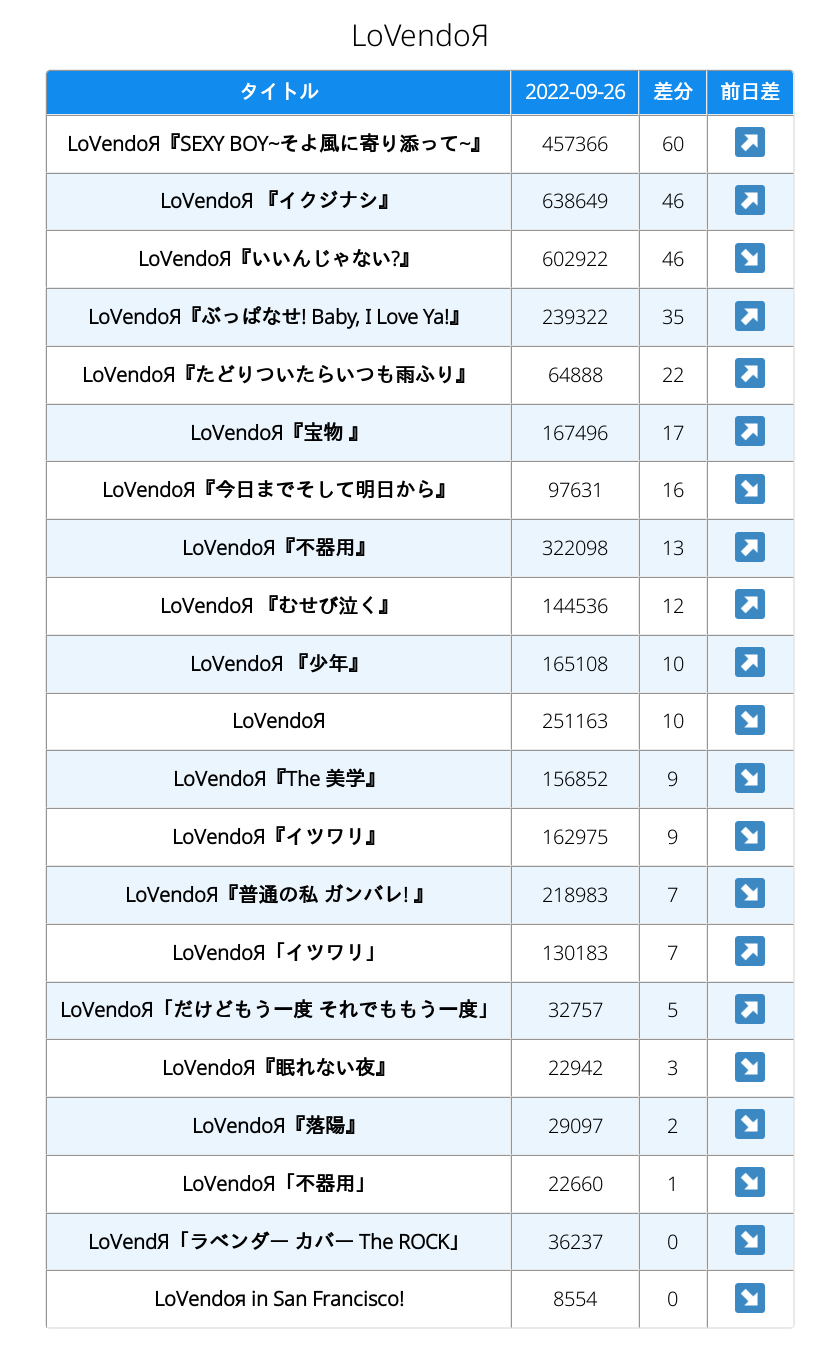 LoVendoЯ
タイトル 2022-09-26 差分 前日差
LoVendoЯ『SEXY BOY~そよ風に寄り添って~』 457366 60 ↗
LoVendoЯ 『イクジナシ』 638649 46 ↗
LoVendoЯ『いいんじゃない?』 602922 46 ↘
LoVendoЯ『ぶっぱなせ! Baby, I Love Ya!』 239322 35 ↗
LoVendoЯ『たどりついたらいつも雨ふり』 64888 22 ↗
LoVendoЯ『宝物 』 167496 17 ↗
LoVendoЯ『今日までそして明日から』 97631 16 ↘
LoVendoЯ『不器用』 322098 13 ↗
LoVendoЯ 『むせび泣く』 144536 12 ↗
LoVendoЯ 『少年』 165108 10 ↗
LoVendoЯ 251163 10 ↘
LoVendoЯ『The 美学』 156852 9 ↘
LoVendoЯ『イツワリ』 162975 9 ↘
LoVendoЯ『普通の私 ガンバレ! 』 218983 7 ↘
LoVendoЯ「イツワリ」 130183 7 ↗
LoVendoЯ「だけどもう一度 それでももう一度」 32757 5 ↗
LoVendoЯ『眠れない夜』 22942 3 ↘
LoVendoЯ『落陽』 29097 2 ↘
LoVendoЯ「不器用」 22660 1 ↘
LoVendЯ「ラベンダー カバー The ROCK」 36237 0 ↘
LoVendoя in San Francisco! 8554 0 ↘